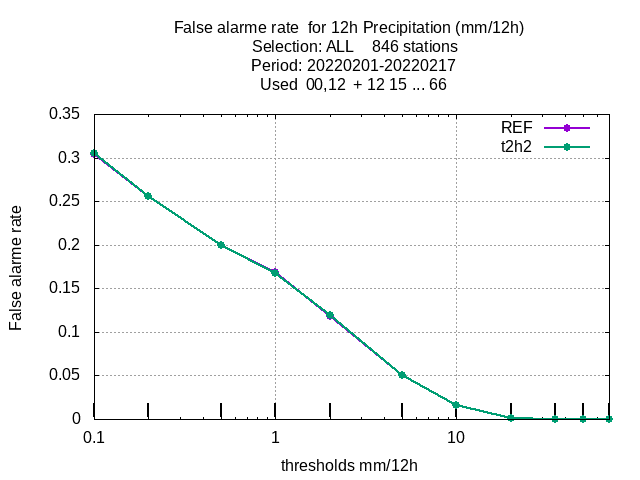 False alarme rate  for 12h Precipitation (mm/12h)
Selection: ALL    846 stations
Period: 20220201-20220217
Used  00,12  + 12 15 ... 66
REF
t2h2
0.35
0.3
0.25
0.2
0.15
0.1
0.05
0
False alarme rate
0.1 1 10
thresholds mm/12h